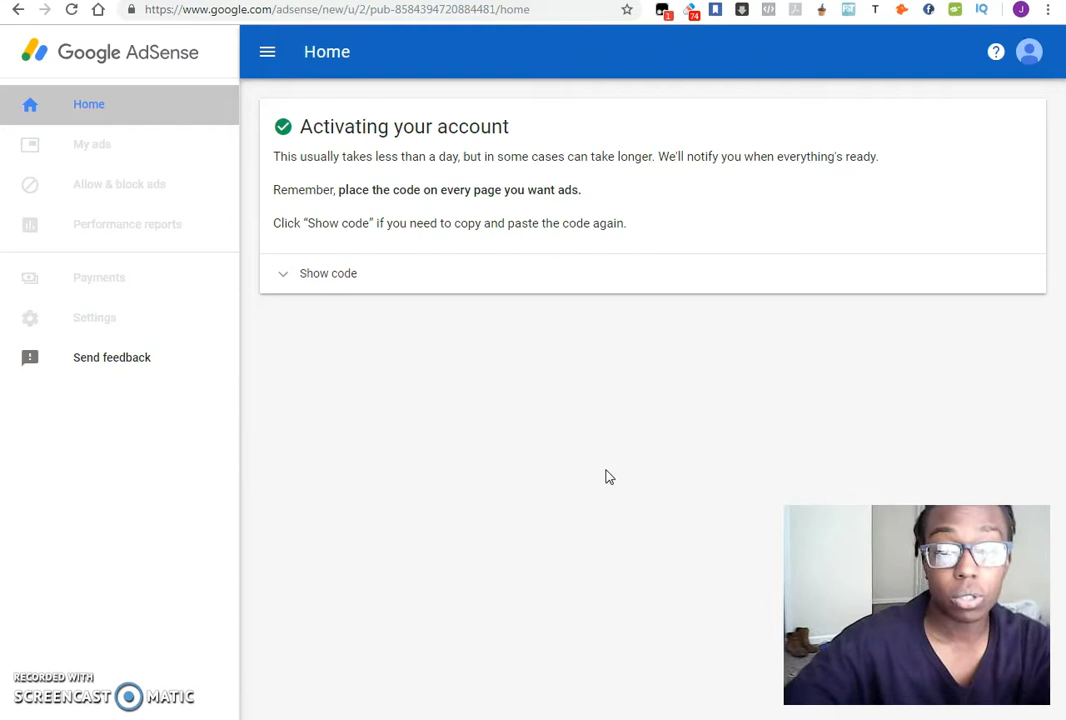 https://www.google.com/adsense/new/u/2/pub-8584394720884481/home
1
74
T
IQ
J
Google AdSense
Home
Home
My ads
Allow & block ads
Performance reports
Payments
Settings
Send feedback
Activating your account
This usually takes less than a day, but in some cases can take longer. We'll notify you when everything's ready.
Remember, place the code on every page you want ads.
Click “Show code” if you need to copy and paste the code again.
Show code
RECORDED WITH
SCREENCAST MATIC